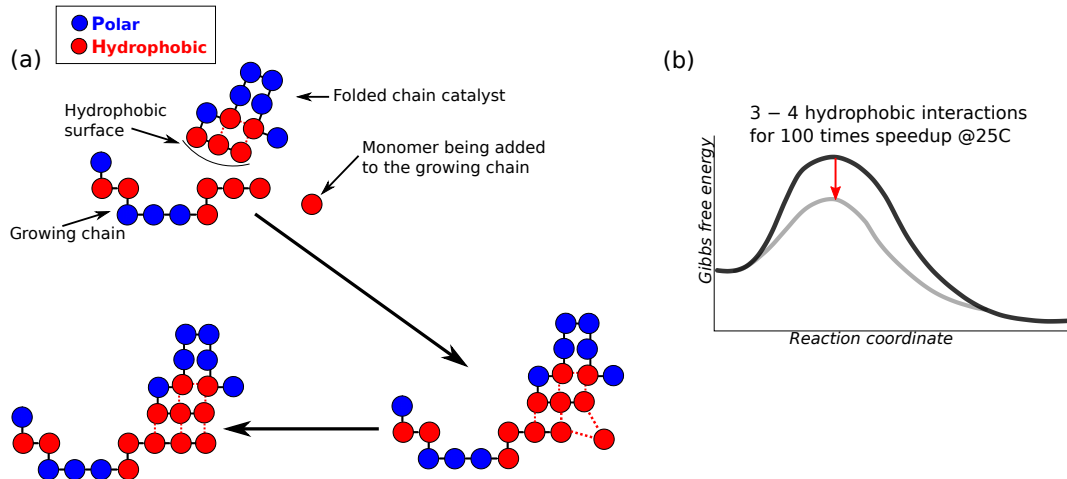 Polar
Hydrophobic
(a)
Hydrophobic
surface
Folded chain catalyst
Monomer being added
to the growing chain
Growing chain
(b)
3 − 4 hydrophobic interactions
for 100 times speedup @25C
Gibbs free energy
Reaction coordinate